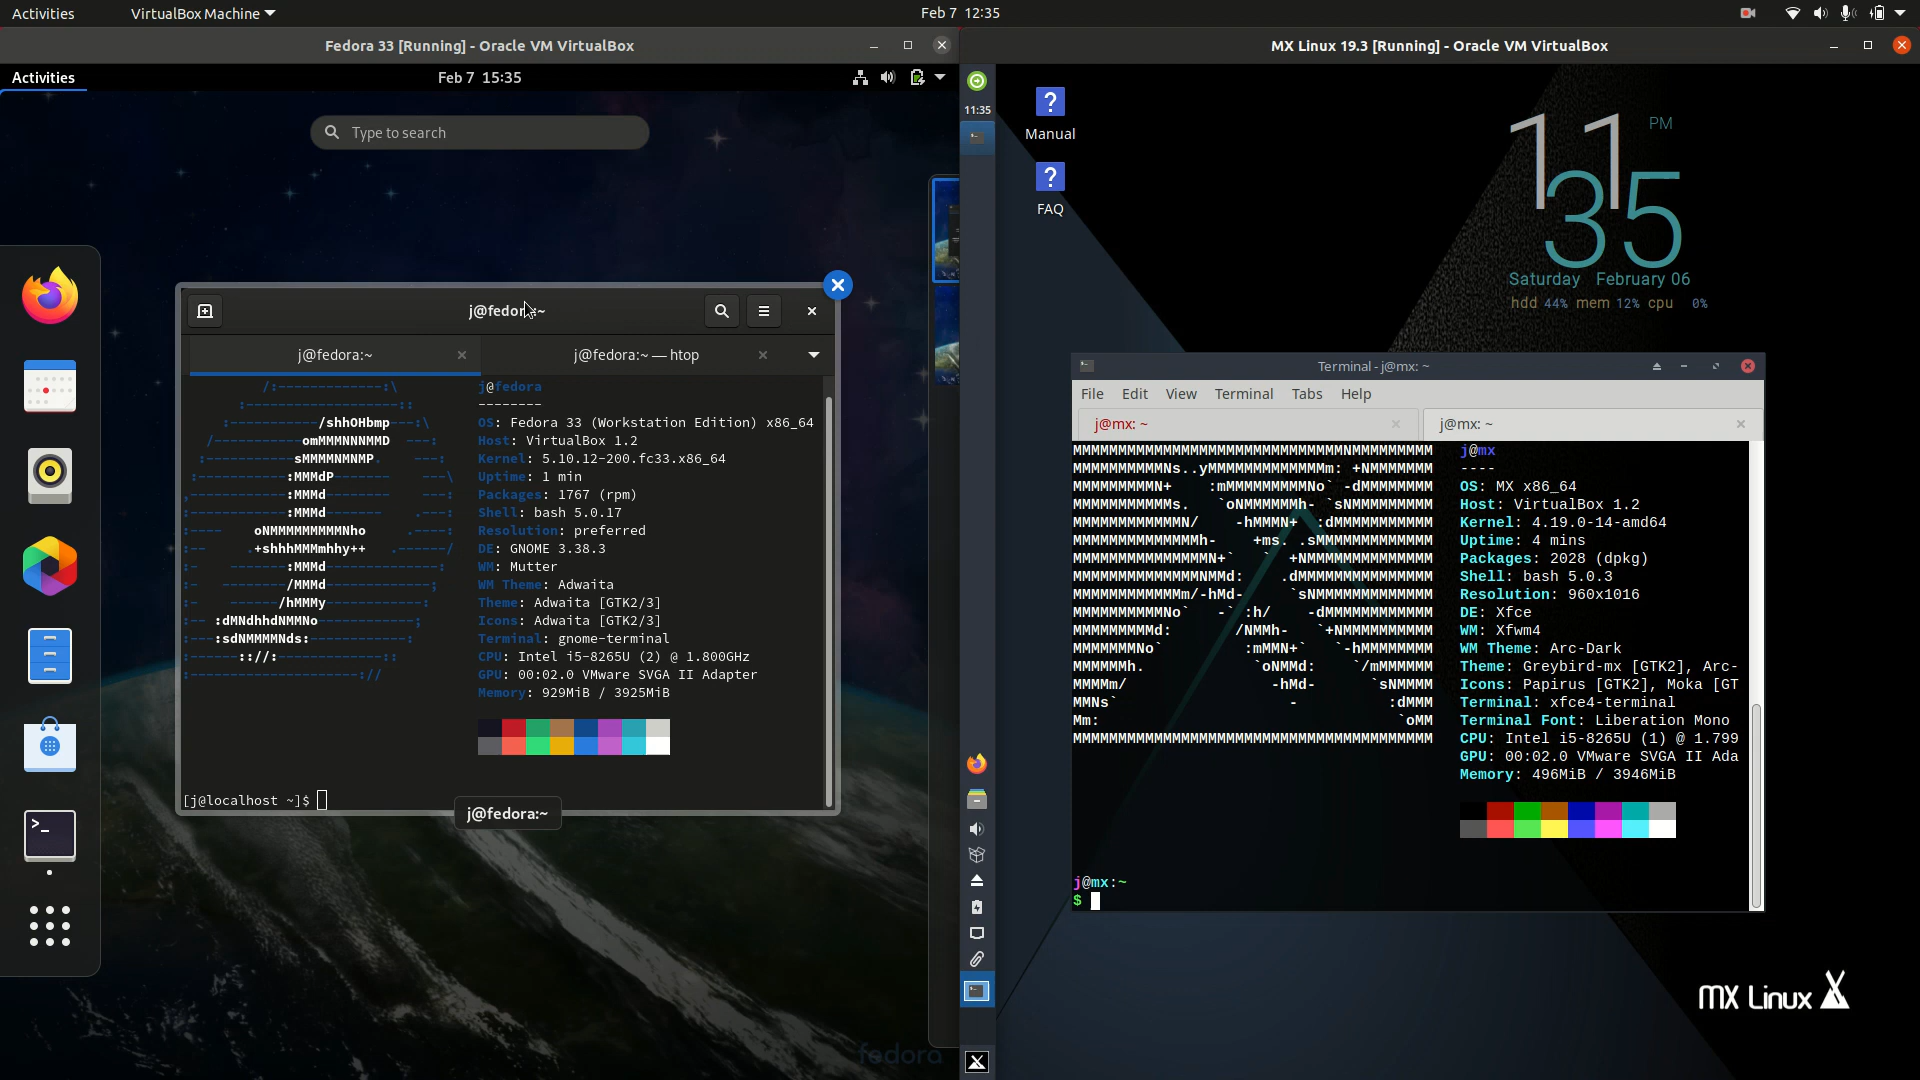 Activities
VirtualBox Machine
Feb 7 12:35
Fedora 33 [Running] - Oracle VM VirtualBox
Activities
Feb 7 15:35
Type to search
j@fedora:~
j@fedora:~
j@fedora:~ — htop
j@fedora
--------
OS: Fedora 33 (Workstation Edition) x86_64
Host: VirtualBox 1.2
Kernel: 5.10.12-200.fc33.x86_64
Uptime: 1 min
Packages: 1767 (rpm)
Shell: bash 5.0.17
Resolution: preferred
DE: GNOME 3.38.3
WM: Mutter
WM Theme: Adwaita
Theme: Adwaita [GTK2/3]
Icons: Adwaita [GTK2/3]
Terminal: gnome-terminal
CPU: Intel i5-8265U (2) @ 1.800GHz
GPU: 00:02.0 VMware SVGA II Adapter
Memory: 929MiB / 3925MiB
[j@localhost ~]$
j@fedora:~
fedora
MX Linux 19.3 [Running] - Oracle VM VirtualBox
11:35
Manual
FAQ
11 PM
35
Saturday February 06
hdd 44% mem 12% cpu 0%
Terminal - j@mx: ~
File Edit View Terminal Tabs Help
j@mx: ~
j@mx: ~
j@mx
----
OS: MX x86_64
Host: VirtualBox 1.2
Kernel: 4.19.0-14-amd64
Uptime: 4 mins
Packages: 2028 (dpkg)
Shell: bash 5.0.3
Resolution: 960x1016
DE: Xfce
WM: Xfwm4
WM Theme: Arc-Dark
Theme: Greybird-mx [GTK2], Arc-
Icons: Papirus [GTK2], Moka [GT
Terminal: xfce4-terminal
Terminal Font: Liberation Mono
CPU: Intel i5-8265U (1) @ 1.799
GPU: 00:02.0 VMware SVGA II Ada
Memory: 496MiB / 3946MiB
j@mx:~
$
MX Linux